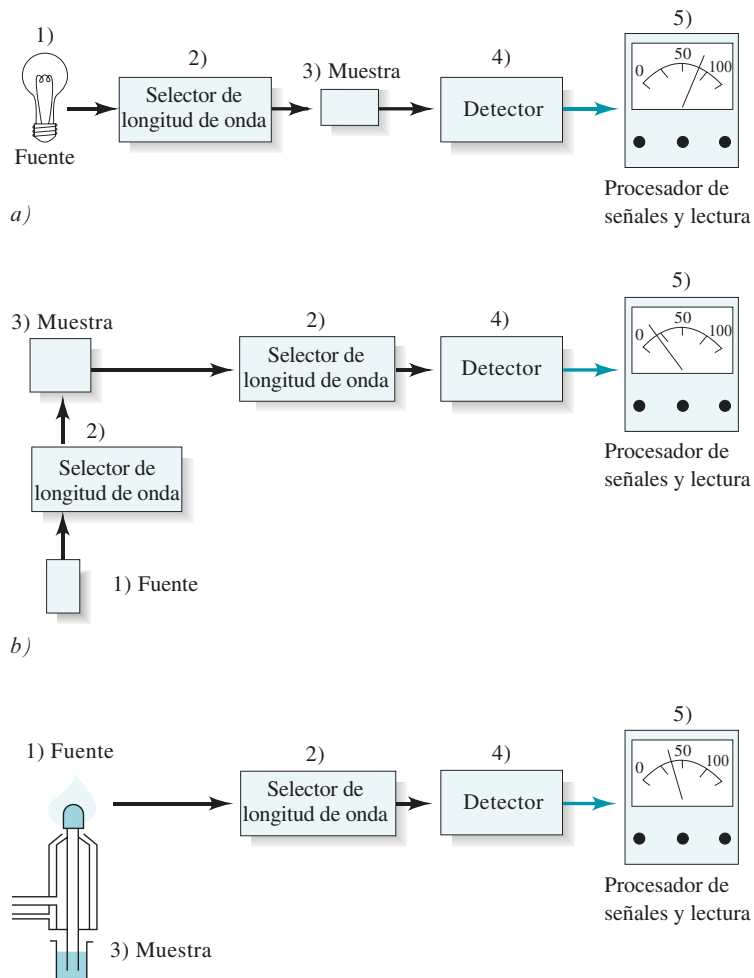 1)
2)
3) Muestra
4)
5)
Fuente
Selector de
longitud de onda
Detector
0
50
100
Procesador de
señales y lectura
a)
3) Muestra
2)
4)
5)
Selector de
longitud de onda
Detector
0
50
100
Procesador de
señales y lectura
2)
Selector de
longitud de onda
1) Fuente
b)
1) Fuente
2)
4)
5)
Selector de
longitud de onda
Detector
0
50
100
Procesador de
señales y lectura
3) Muestra